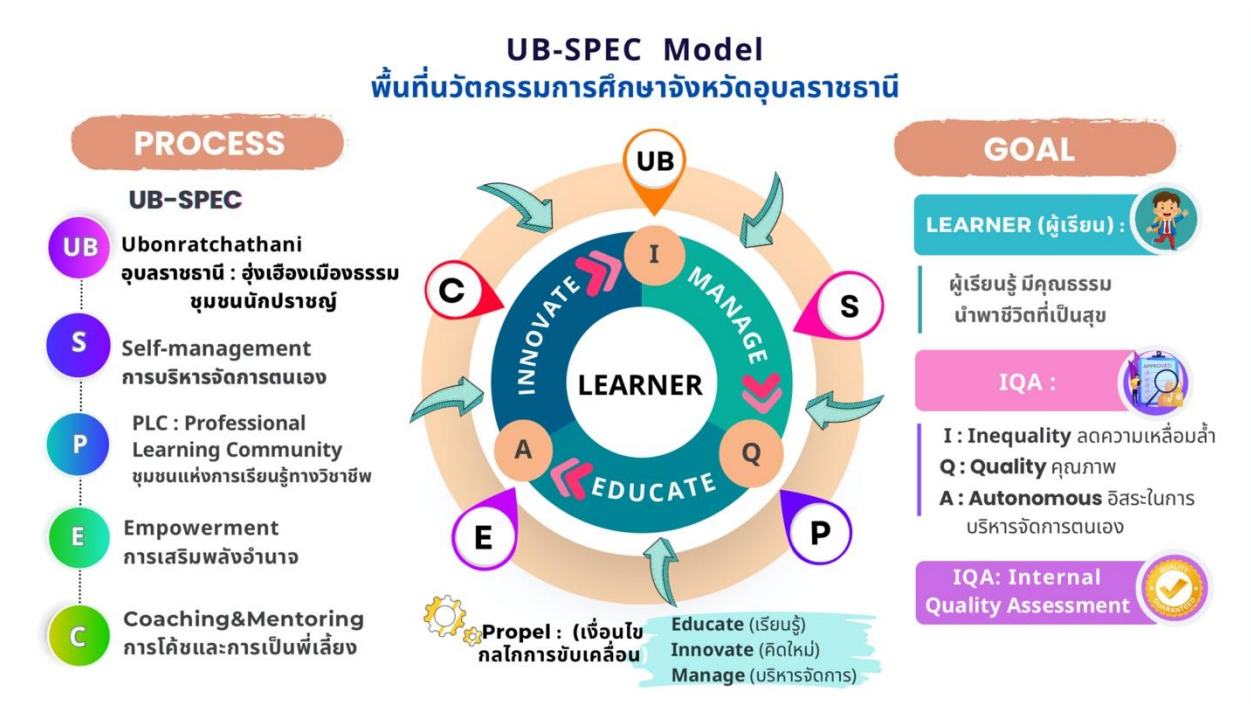 UB-SPEC Model
พื้นที่นวัตกรรมการศึกษาจังหวัดอุบลราชธานี
PROCESS
UB-SPEC
UB
Ubonratchathani
อุบลราชธานี : ฮุ่งเฮืองเมืองธรรม
ชุมชนนักปราชญ์
S
Self-management
การบริหารจัดการตนเอง
P
PLC : Professional
Learning Community
ชุมชนแห่งการเรียนรู้ทางวิชาชีพ
E
Empowerment
การเสริมพลังอำนาจ
C
Coaching&Mentoring
การโค้ชและการเป็นพี่เลี้ยง
UB
C
S
E
P
I
A
Q
INNOVATE
MANAGE
EDUCATE
LEARNER
Propel : (เงื่อนไข
กลไกการขับเคลื่อน
Educate (เรียนรู้)
Innovate (คิดใหม่)
Manage (บริหารจัดการ)
GOAL
LEARNER (ผู้เรียน) :
ผู้เรียนรู้ มีคุณธรรม
นำพาชีวิตที่เป็นสุข
IQA :
APPROVED
I : Inequality ลดความเหลื่อมล้ำ
Q : Quality คุณภาพ
A : Autonomous อิสระในการ
บริหารจัดการตนเอง
IQA: Internal
Quality Assessment
QUALITY
GUARANTEED